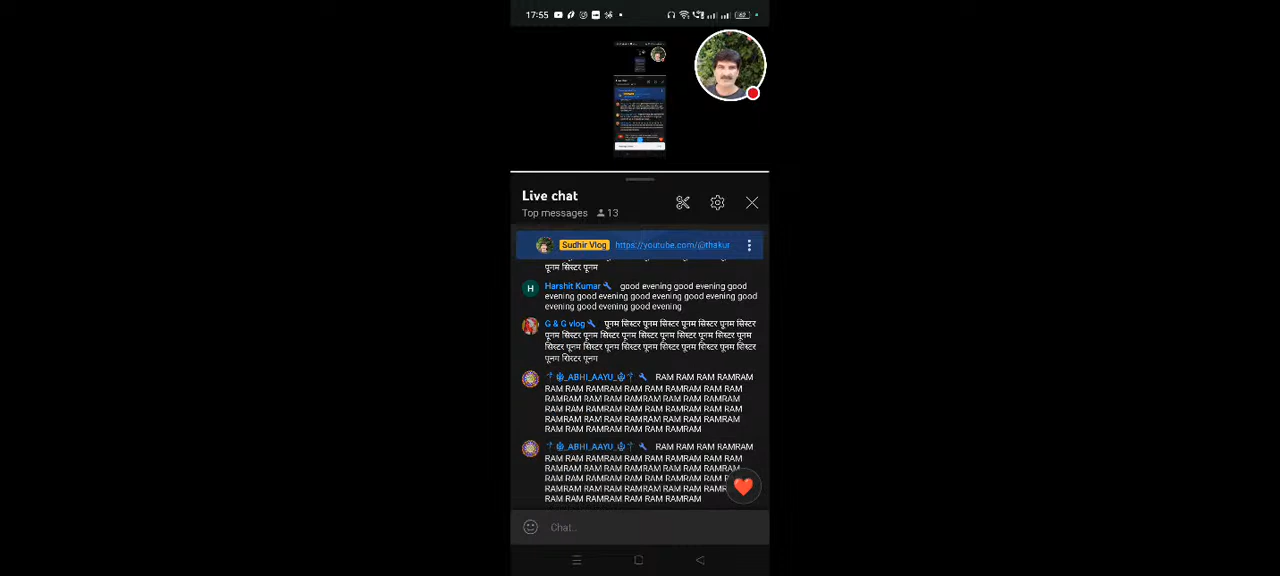 17:55
Live chat
Top messages 13
Sudhir Vlog https://youtube.com/@thakur
पूनम सिस्टर पूनम
H Harshit Kumar good evening good evening good
evening good evening good evening good evening good
evening good evening good evening
G & G vlog पूनम सिस्टर पूनम सिस्टर पूनम सिस्टर पूनम सिस्टर
पूनम सिस्टर पूनम सिस्टर पूनम सिस्टर पूनम सिस्टर पूनम
सिस्टर पूनम सिस्टर पूनम सिस्टर पूनम सिस्टर पूनम सिस्टर
पूनम सिस्टर पूनम
_ABHI_AAYU_ RAM RAM RAM RAMRAM
RAM RAM RAMRAM RAM RAM RAMRAM RAM RAM
RAMRAM RAM RAM RAMRAM RAM RAM RAMRAM
RAM RAM RAMRAM RAM RAM RAMRAM RAM RAM
RAMRAM RAM RAM RAMRAM RAM RAM RAMRAM
RAM RAM RAMRAM RAM RAM RAMRAM
_ABHI_AAYU_ RAM RAM RAM RAMRAM
RAM RAM RAMRAM RAM RAM RAMRAM RAM RAM
RAMRAM RAM RAM RAMRAM RAM RAM RAMRAM
RAM RAM RAMRAM RAM RAM RAMRAM
RAMRAM RAM RAM RAMRAM RAM RAM
RAM RAM RAMRAM RAM RAM RAMRAM
Chat..